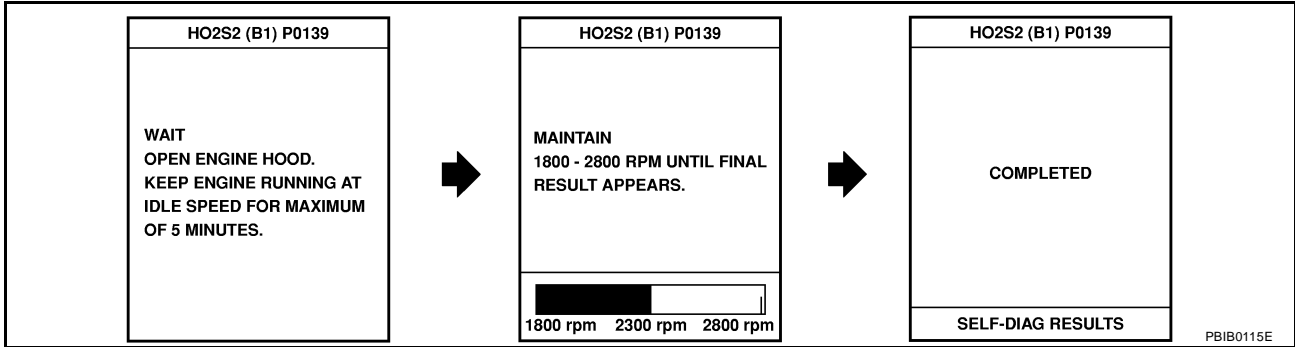 HO2S2 (B1) P0139
WAIT
OPEN ENGINE HOOD.
KEEP ENGINE RUNNING AT
IDLE SPEED FOR MAXIMUM
OF 5 MINUTES.
HO2S2 (B1) P0139
MAINTAIN
1800 - 2800 RPM UNTIL FINAL
RESULT APPEARS.
1800 rpm 2300 rpm 2800 rpm
HO2S2 (B1) P0139
COMPLETED
SELF-DIAG RESULTS
PBIB0115E